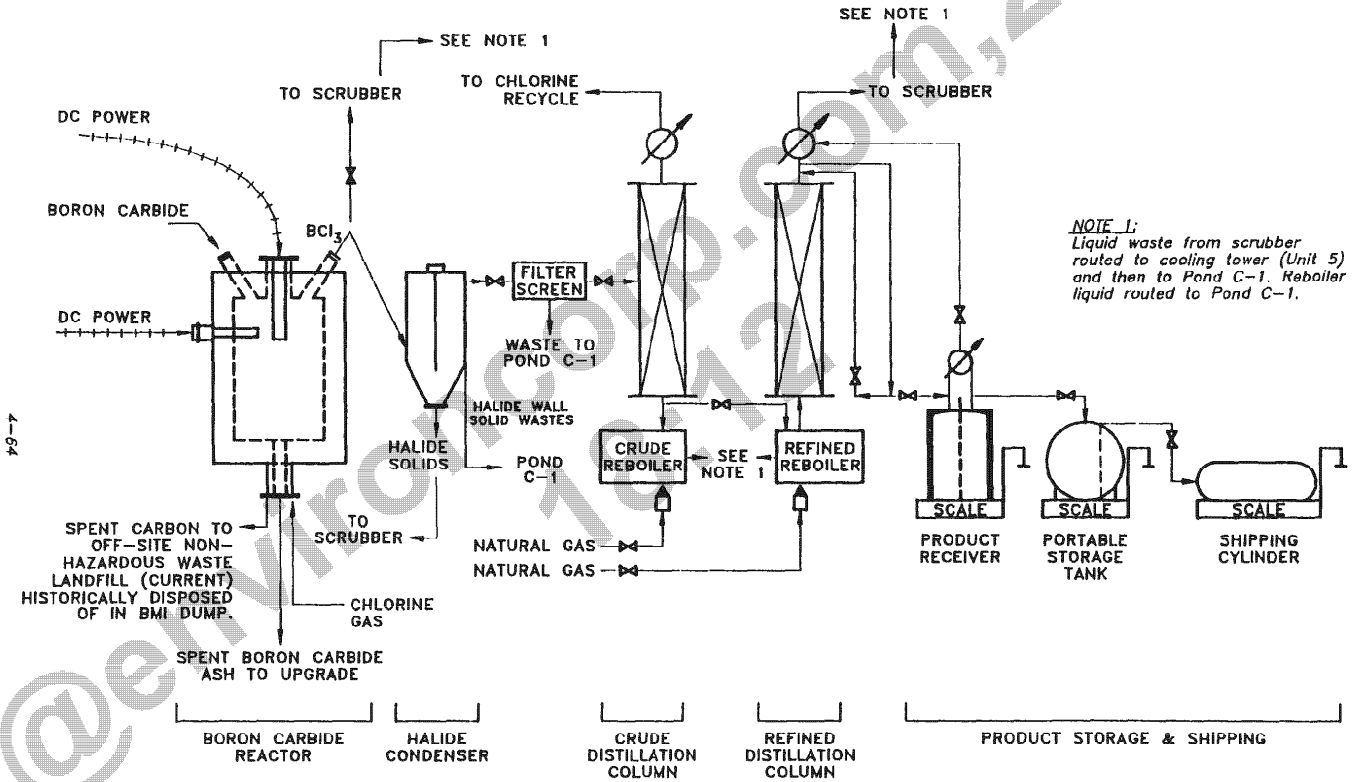 SEE NOTE 1
SEE NOTE 1
TO CHLORINE
RECYCLE
TO SCRUBBER
TO SCRUBBER
DC POWER
BORON CARBIDE
BCl3
DC POWER
FILTER
SCREEN
WASTE TO
POND C-1
NOTE 1:
Liquid waste from scrubber
routed to cooling tower (Unit 5)
and then to Pond C-1. Reboiler
liquid routed to Pond C-1.
HALIDE WALL
SOLID WASTES
HALIDE
SOLIDS
POND
C-1
CRUDE
REBOILER
SEE
NOTE 1
REFINED
REBOILER
TO
SCRUBBER
NATURAL GAS
NATURAL GAS
SCALE
SCALE
SCALE
PRODUCT
RECEIVER
PORTABLE
STORAGE
TANK
SHIPPING
CYLINDER
SPENT CARBON TO
OFF-SITE NON-
HAZARDOUS WASTE
LANDFILL (CURRENT)
HISTORICALLY DISPOSED
OF IN BMI DUMP.
CHLORINE
GAS
SPENT BORON CARBIDE
ASH TO UPGRADE
BORON CARBIDE
REACTOR
HALIDE
CONDENSER
CRUDE
DISTILLATION
COLUMN
REFINED
DISTILLATION
COLUMN
PRODUCT STORAGE & SHIPPING
4-64
@environcorp.com,2